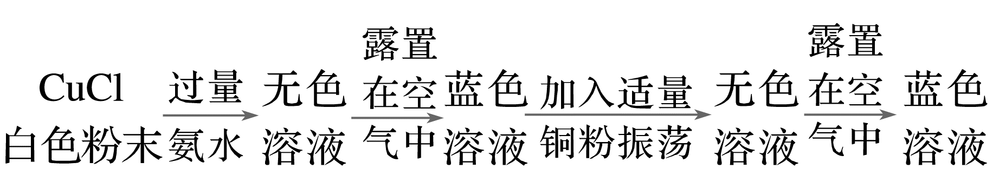 露置 露置
CuCl 过量 无色 在空 蓝色 加入适量 无色 在空 蓝色
白色粉末 氨水 溶液 气中 溶液 铜粉振荡 溶液 气中 溶液